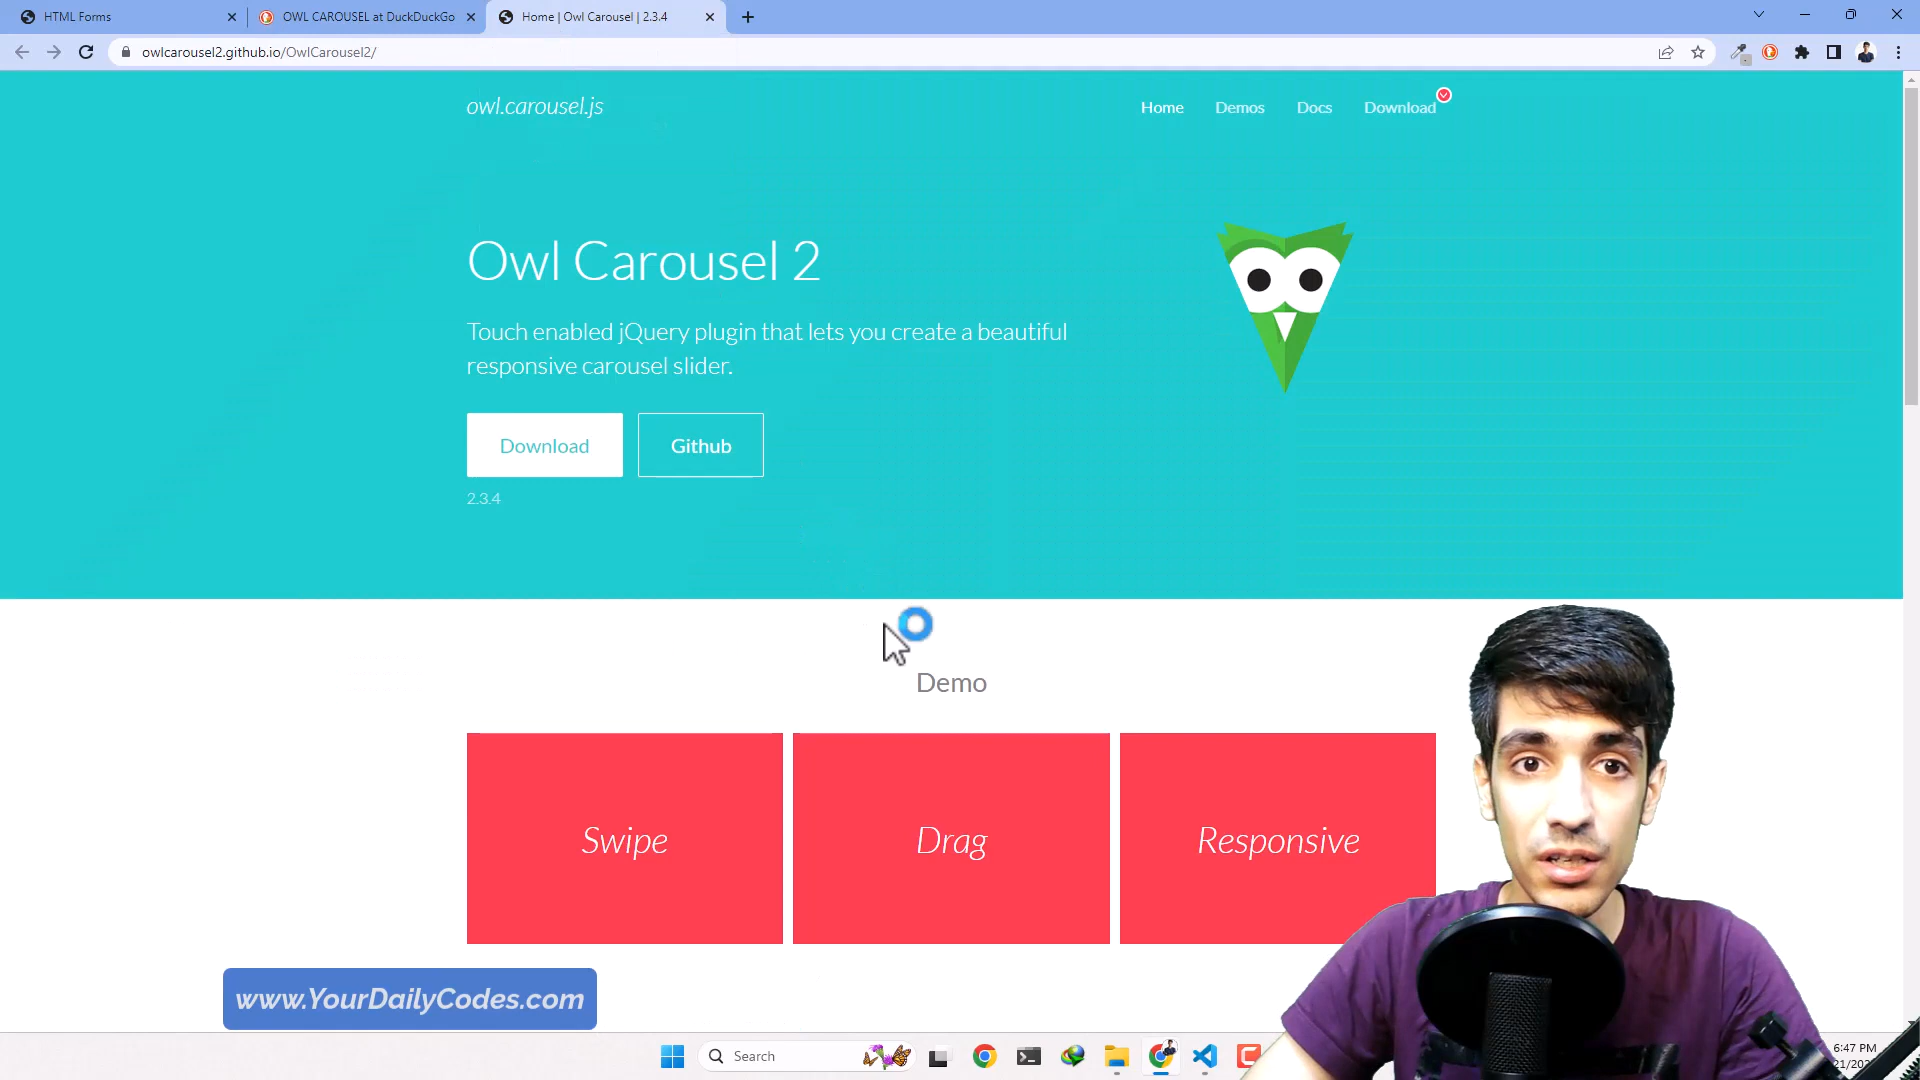 HTML Forms
OWL CAROUSEL at DuckDuckGo
Home | Owl Carousel | 2.3.4
owlcarousel2.github.io/OwlCarousel2/
owl.carousel.js
Home
Demos
Docs
Download
Owl Carousel 2
Touch enabled jQuery plugin that lets you create a beautiful
responsive carousel slider.
Download
Github
2.3.4
Demo
Swipe
Drag
Responsive
www.YourDailyCodes.com
Search
6:47 PM